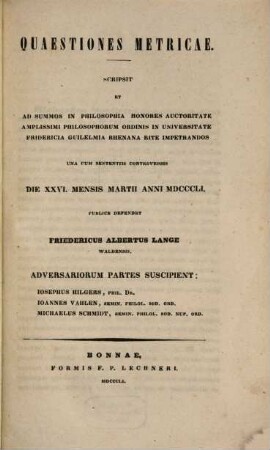 QUAESTIONES METRICAE.
SCRIPSIT
ET
AD SUMMOS IN PHILOSOPHIA HONORES AUCTORITATE
AMPLISSIMI PHILOSOPHORUM ORDINIS IN UNIVERSITATE
FRIDERICIA GUILELMIA RHENANA RITE IMPETRANDOS
UNA CUM SENTENTIIS CONTROVERSIS
DIE XXVI. MENSIS MARTII ANNI MDCCCLI.
PUBLICE DEFENDET
FRIEDERICUS ALBERTUS LANGE
WALDENSIS.
ADVERSARIORUM PARTES SUSCIPIENT:
IOSEPHUS HILGERS, PHIL. DR.
IOANNES VAHLEN, SEMIN. PHILOL. SOD. ORD.
MICHAELUS SCHMIDT, SEMIN. PHILOL. SOD. ORD.
BONNAE,
FORMIS F. P. LECHNERI.
MDCCCLI.